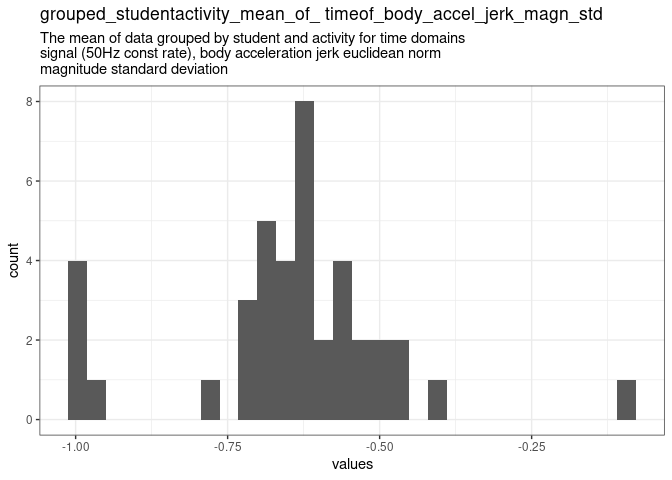 grouped_studentactivity_mean_of_ timeof_body_accel_jerk_magn_std
The mean of data grouped by student and activity for time domains
signal (50Hz const rate), body acceleration jerk euclidean norm
magnitude standard deviation
8
6
4
2
0
count
-1.00
-0.75
-0.50
-0.25
values